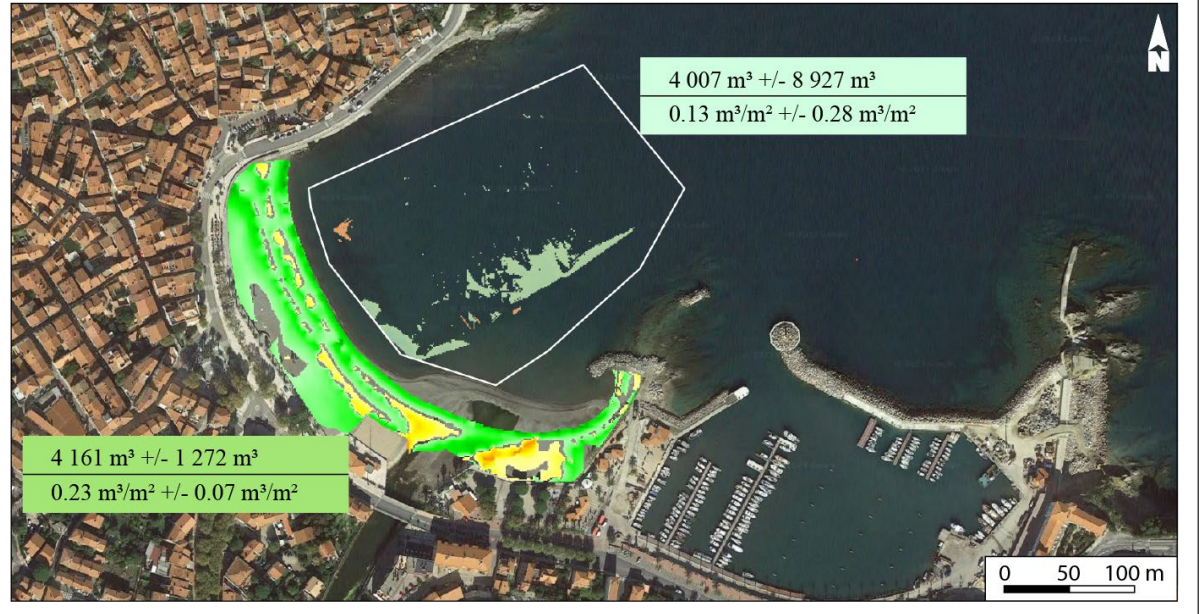 N
4 007 m³ +/- 8 927 m³
0.13 m³/m² +/- 0.28 m³/m²
4 161 m³ +/- 1 272 m³
0.23 m³/m² +/- 0.07 m³/m²
0 50 100 m